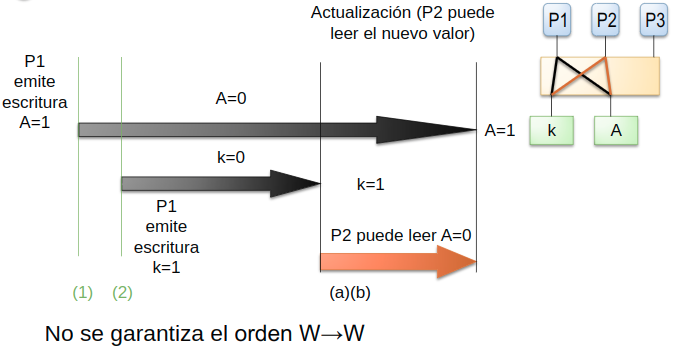 Actualización (P2 puede
leer el nuevo valor)
P1 P2 P3
P1
emite
escritura
A=1
A=0
A=1
k A
k=0
k=1
P1
emite
escritura
k=1
P2 puede leer A=0
(1) (2) (a)(b)
No se garantiza el orden W→W